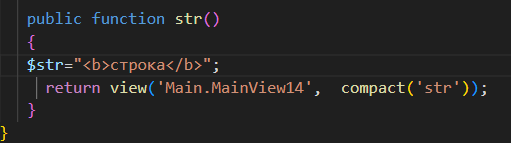 public function str()
{
$str="<b>строка</b>";
return view('Main.MainView14',  compact('str'));
}
}